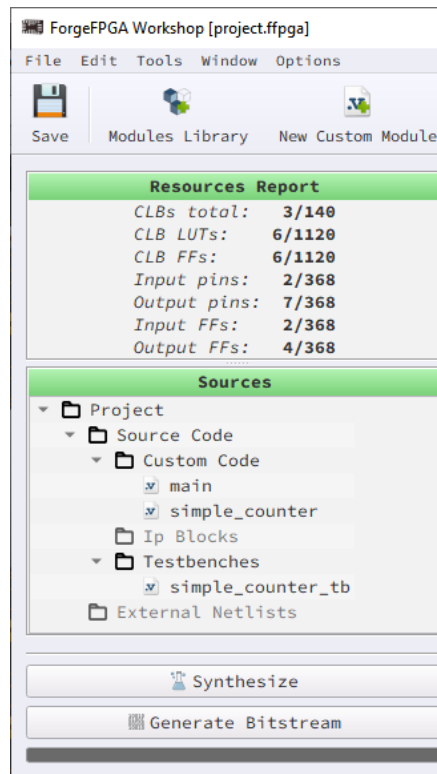 ForgeFPGA Workshop [project.ffpga]
File Edit Tools Window Options
Save Modules Library New Custom Module
Resources Report
CLBs total: 3/140
CLB LUTs: 6/1120
CLB FFs: 6/1120
Input pins: 2/368
Output pins: 7/368
Input FFs: 2/368
Output FFs: 4/368
Sources
Project
Source Code
Custom Code
main
simple_counter
Ip Blocks
Testbenches
simple_counter_tb
External Netlists
Synthesize
Generate Bitstream